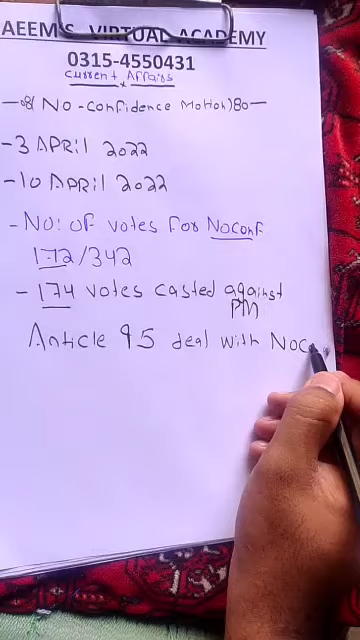 AEEM'S VIRTUAL ACADEMY
0315-4550431
Current Affairs
No-confidence Motion
- 3 APRil 2022
- 10 APRil 2022
- No: of votes for Noconf
172/342
- 174 votes casted against
PM
Article 95 deal with Noc